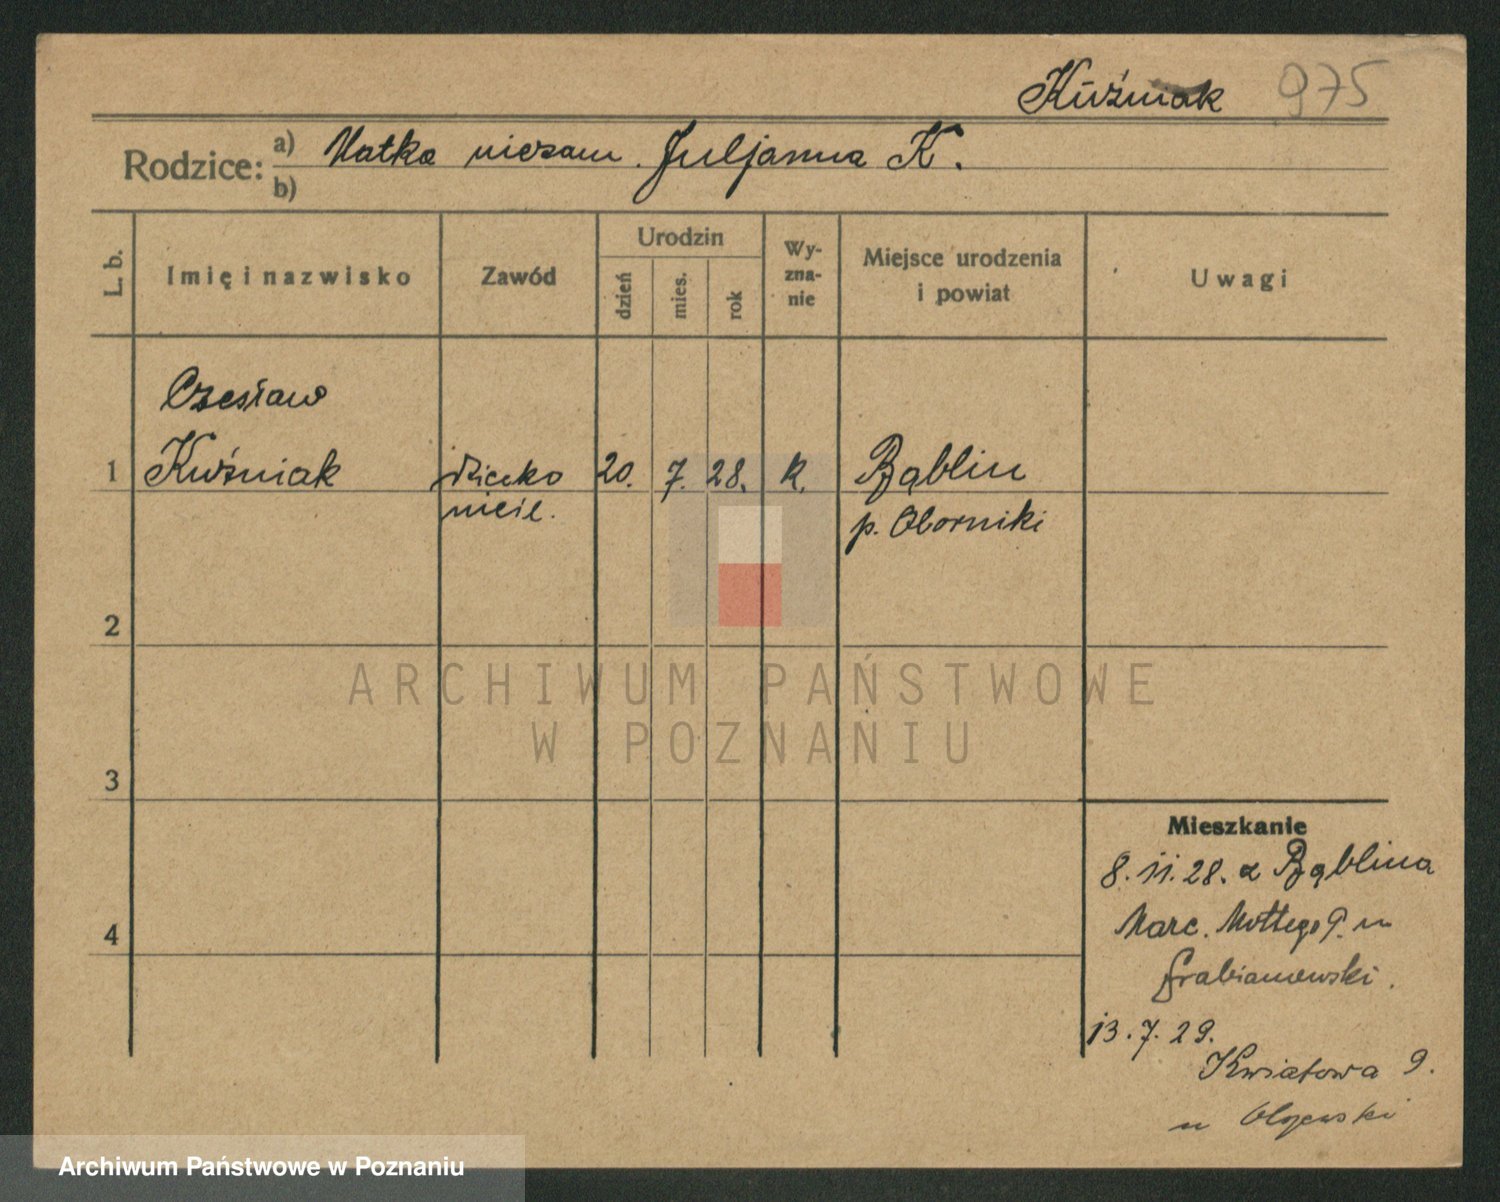 Kuźniak 975
Rodzice: a) Matka niezam. Juljanna K.
b)
L. b. Imię i nazwisko Zawód Urodzin dzień mies. rok Wy-zna-nie Miejsce urodzenia i powiat Uwagi
Czesław
1 Kuźniak dziecko 20. 7. 28. k. Bąblin
nieśl. p. Oborniki
2
ARCHIWUM PAŃSTWOWE
W POZNANIU
3
Mieszkanie
8. 11. 28. z Bąblina
4 Marc. Mottego 9. u
Grabianowski.
13. 7. 29.
Kwiatowa 9.
u Olszewski
Archiwum Państwowe w Poznaniu